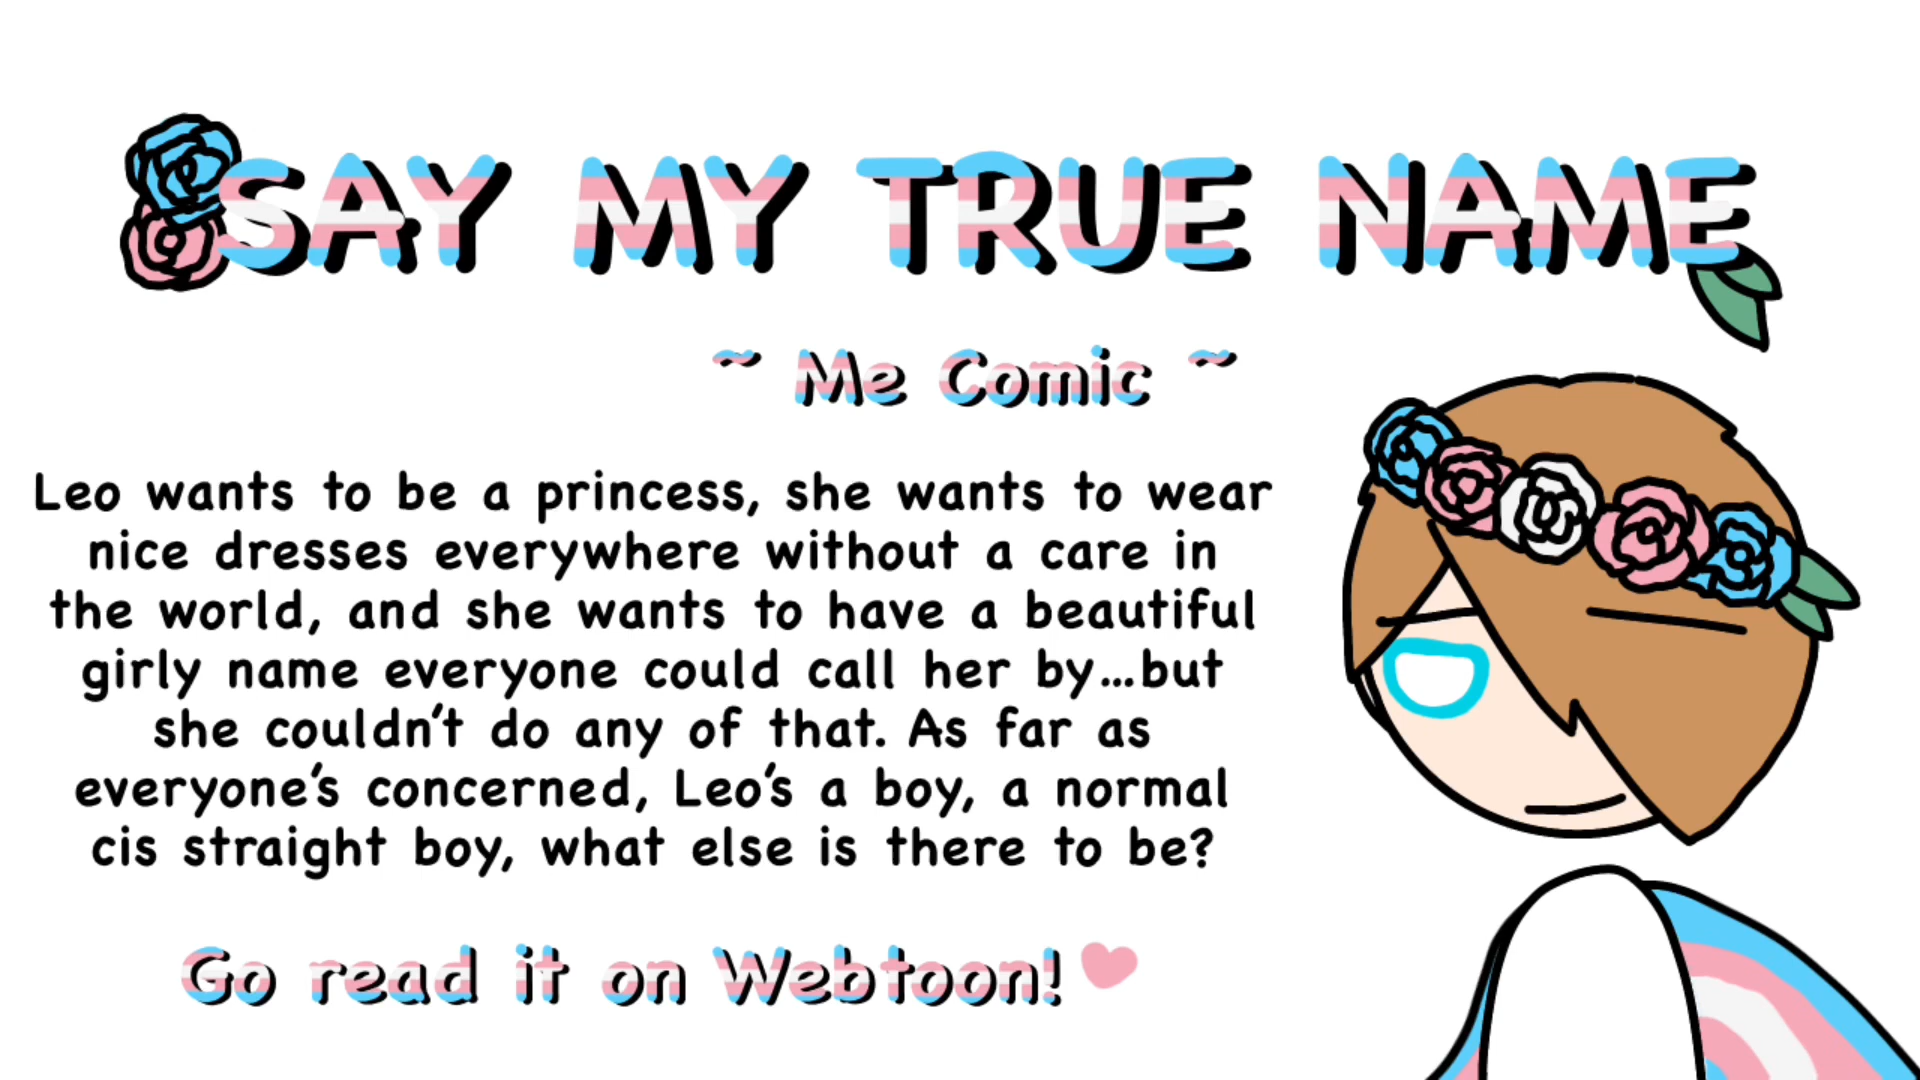 SAY MY TRUE NAME
~ Me Comic ~
Leo wants to be a princess, she wants to wear
nice dresses everywhere without a care in
the world, and she wants to have a beautiful
girly name everyone could call her by...but
she couldn't do any of that. As far as
everyone's concerned, Leo's a boy, a normal
cis straight boy, what else is there to be?
Go read it on Webtoon!